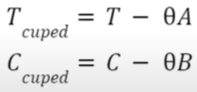 T_cuped = T − θA
C_cuped = C − θB